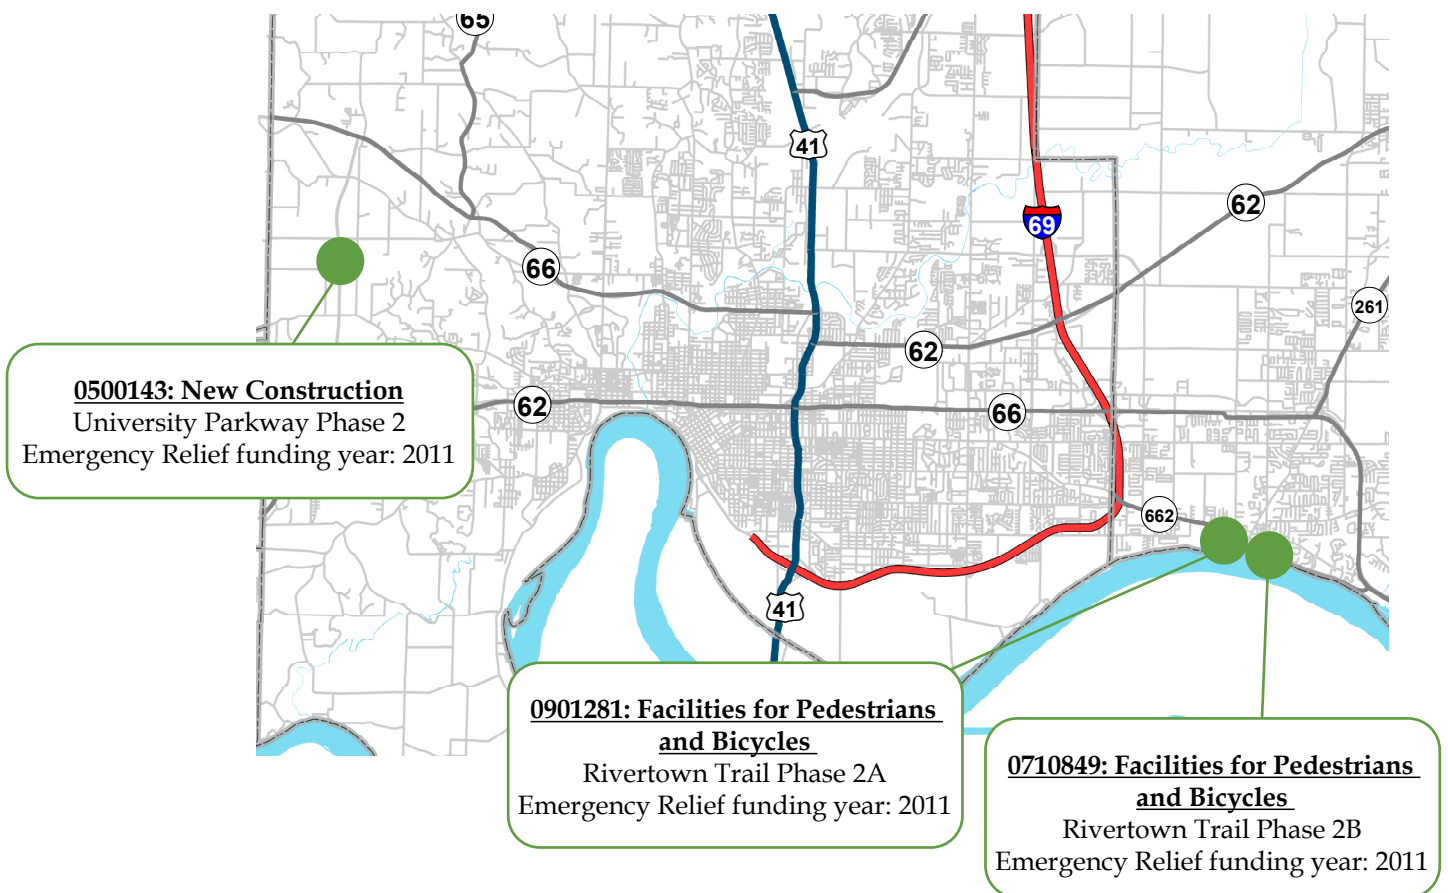 65
41
62
69
66
261
62
62
66
0500143: New Construction
University Parkway Phase 2
Emergency Relief funding year: 2011
662
41
0901281: Facilities for Pedestrians
and Bicycles
Rivertown Trail Phase 2A
Emergency Relief funding year: 2011
0710849: Facilities for Pedestrians
and Bicycles
Rivertown Trail Phase 2B
Emergency Relief funding year: 2011